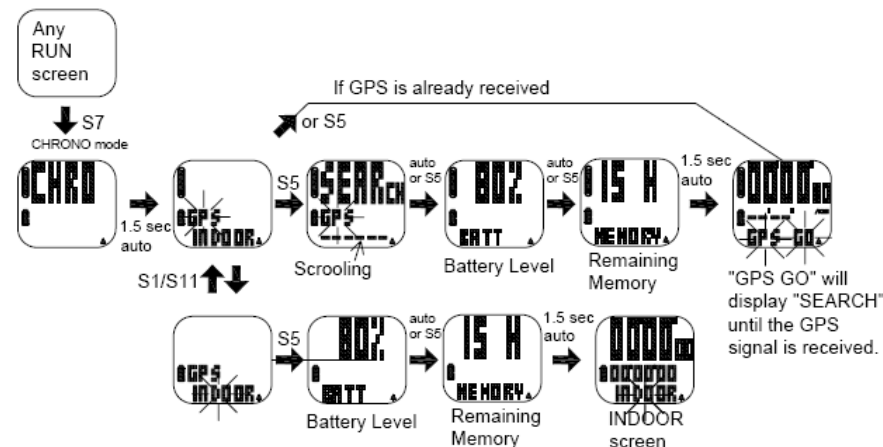 Any
RUN
screen
If GPS is already received
S7
or S5
CHRONO mode
CHRO
1.5 sec
auto
GPS
INDOOR
S5
SEARCH
GPS
Scrooling
auto
or S5
80%
BATT
Battery Level
auto
or S5
15 H
MEMORY
Remaining
Memory
1.5 sec
auto
0000 00
GPS GO
"GPS GO" will
display "SEARCH"
until the GPS
signal is received.
S1/S11
GPS
INDOOR
S5
80%
BATT
Battery Level
auto
or S5
15 H
MEMORY
Remaining
Memory
1.5 sec
auto
0000 00
000000
INDOOR
INDOOR
screen